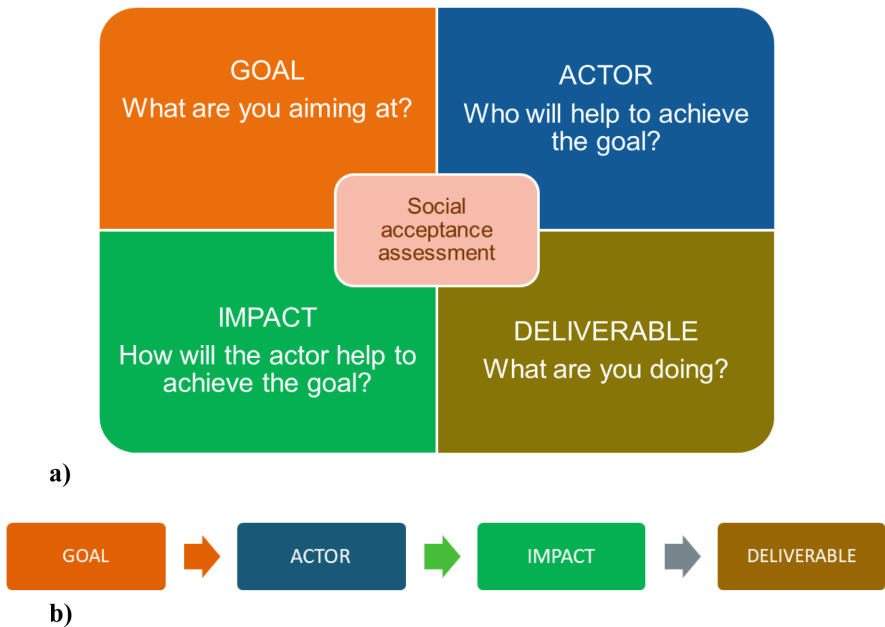 GOAL
What are you aiming at?
ACTOR
Who will help to achieve
the goal?
Social
acceptance
assessment
IMPACT
How will the actor help to
achieve the goal?
DELIVERABLE
What are you doing?
a)
GOAL
ACTOR
IMPACT
DELIVERABLE
b)